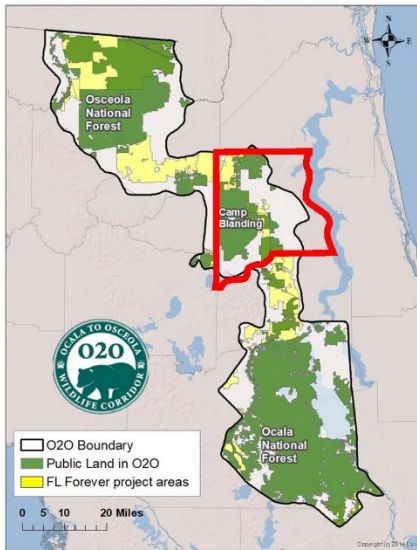 N
W E
S
Osceola
National
Forest
Camp
Blanding
OCALA TO OSCEOLA
O2O
WILDLIFE CORRIDOR
Ocala
National
Forest
O2O Boundary
Public Land in O2O
FL Forever project areas
0 5 10 20 Miles